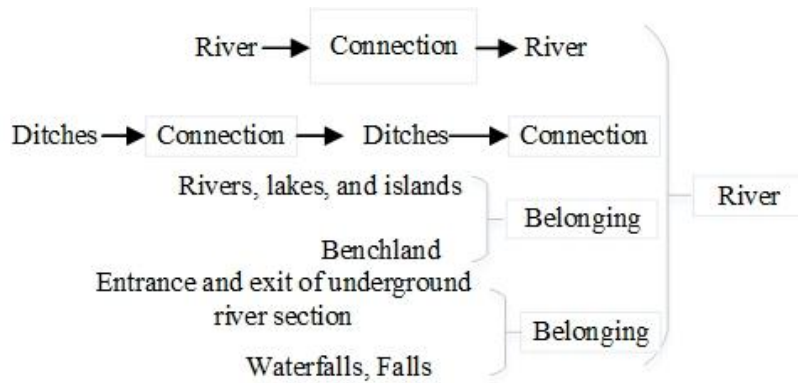 River Connection River
Ditches Connection Ditches Connection
Rivers, lakes, and islands
Belonging
River
Benchland
Entrance and exit of underground
river section
Belonging
Waterfalls, Falls